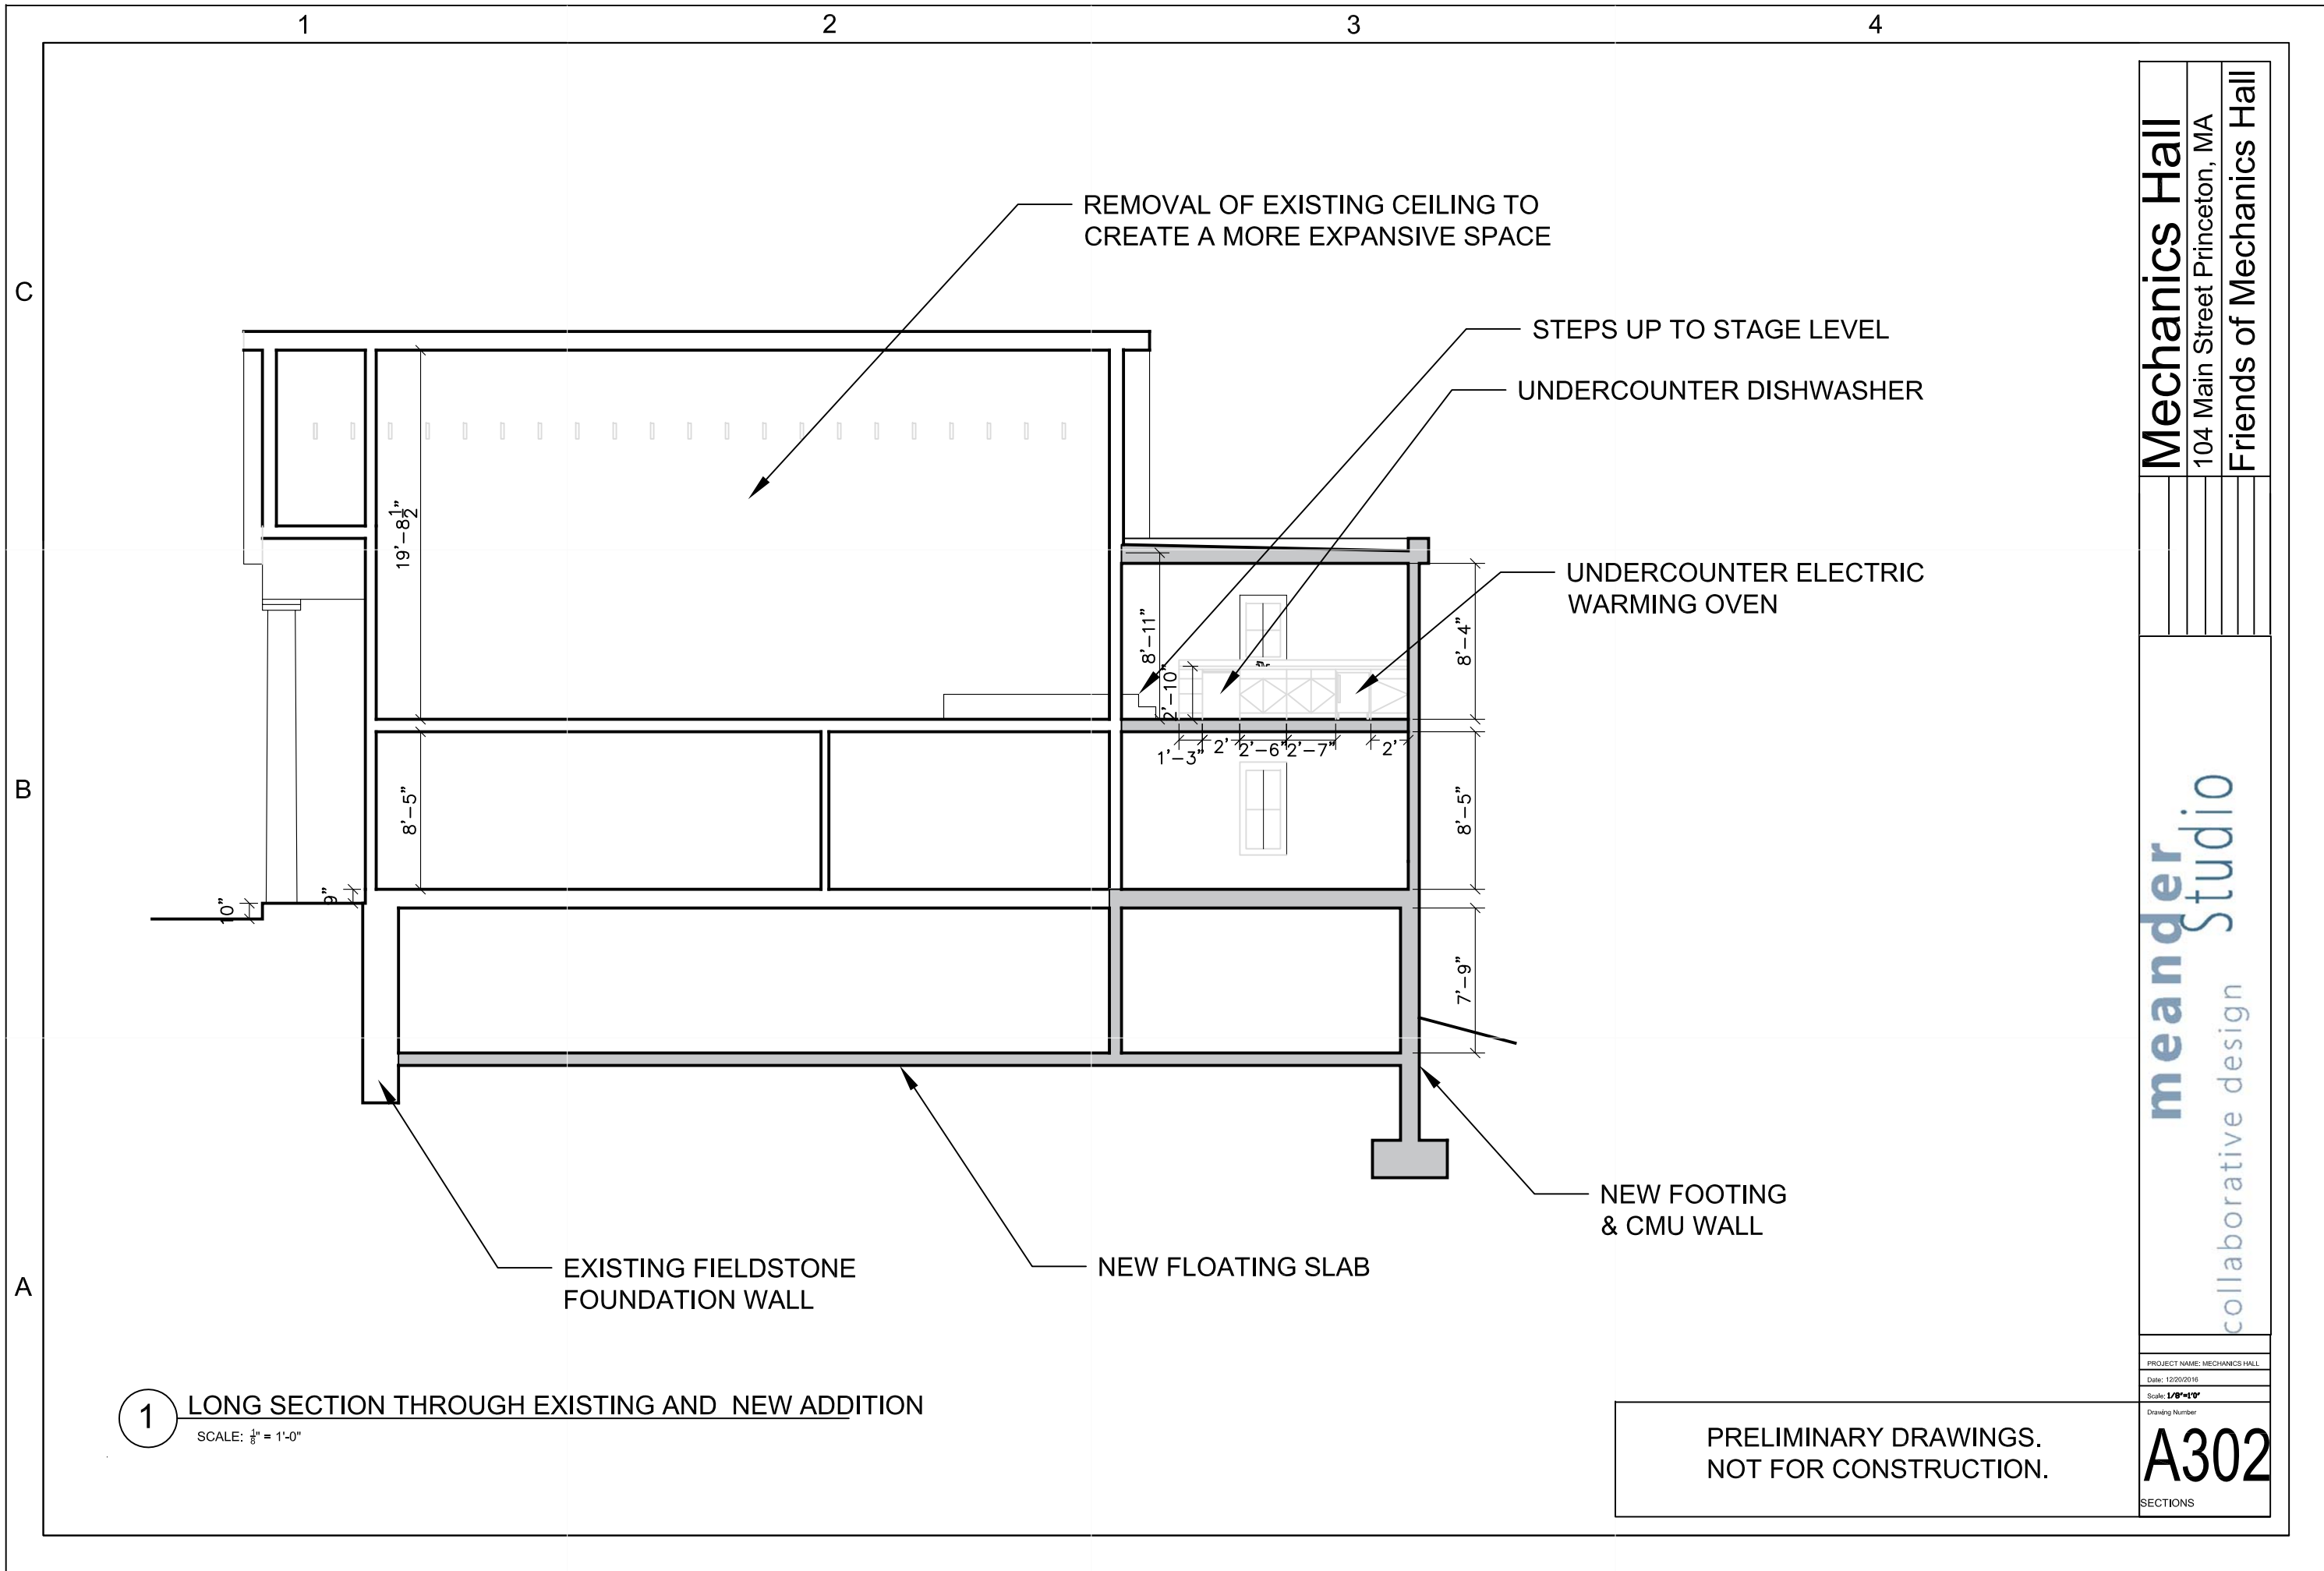 1
2
3
4
C
B
A
REMOVAL OF EXISTING CEILING TO
CREATE A MORE EXPANSIVE SPACE
STEPS UP TO STAGE LEVEL
UNDERCOUNTER DISHWASHER
UNDERCOUNTER ELECTRIC
WARMING OVEN
19'-8 1/2"
8'-11"
2'-10"
8'-4"
1'-3"
2'
2'-6"
2'-7"
2'
8'-5"
8'-5"
10"
9"
7'-9"
NEW FOOTING
& CMU WALL
EXISTING FIELDSTONE
FOUNDATION WALL
NEW FLOATING SLAB
1
LONG SECTION THROUGH EXISTING AND NEW ADDITION
SCALE: 1/8" = 1'-0"
PRELIMINARY DRAWINGS.
NOT FOR CONSTRUCTION.
Mechanics Hall
104 Main Street Princeton, MA
Friends of Mechanics Hall
meander
Studio
collaborative design
PROJECT NAME: MECHANICS HALL
Date: 12/20/2016
Scale: 1/8"=1'0"
Drawing Number
A302
SECTIONS